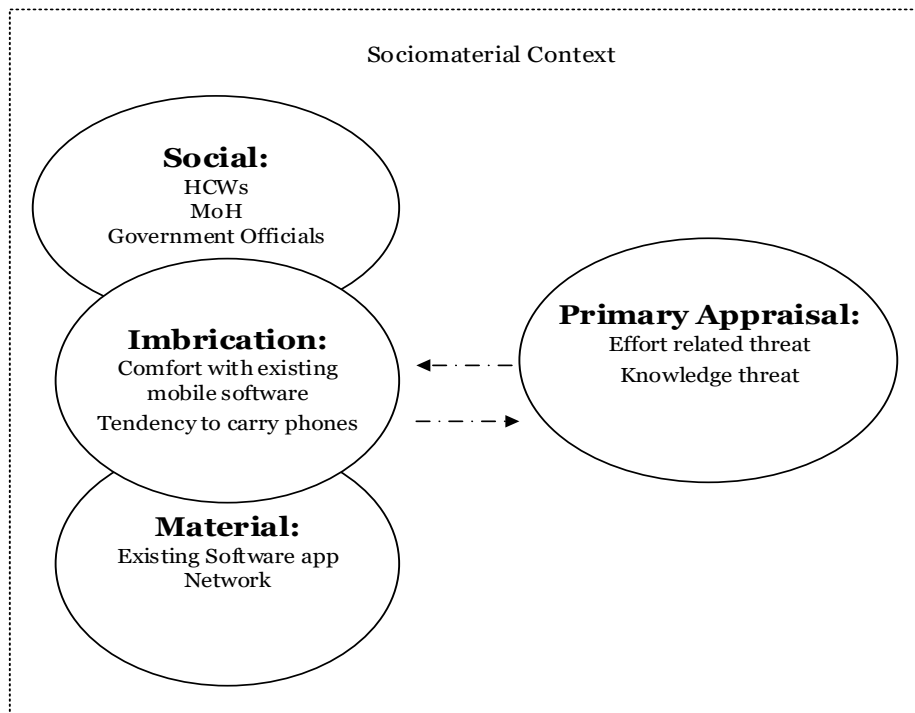 Sociomaterial Context
Social:
HCWs
MoH
Government Officials
Imbrication:
Comfort with existing
mobile software
Tendency to carry phones
Material:
Existing Software app
Network
Primary Appraisal:
Effort related threat
Knowledge threat